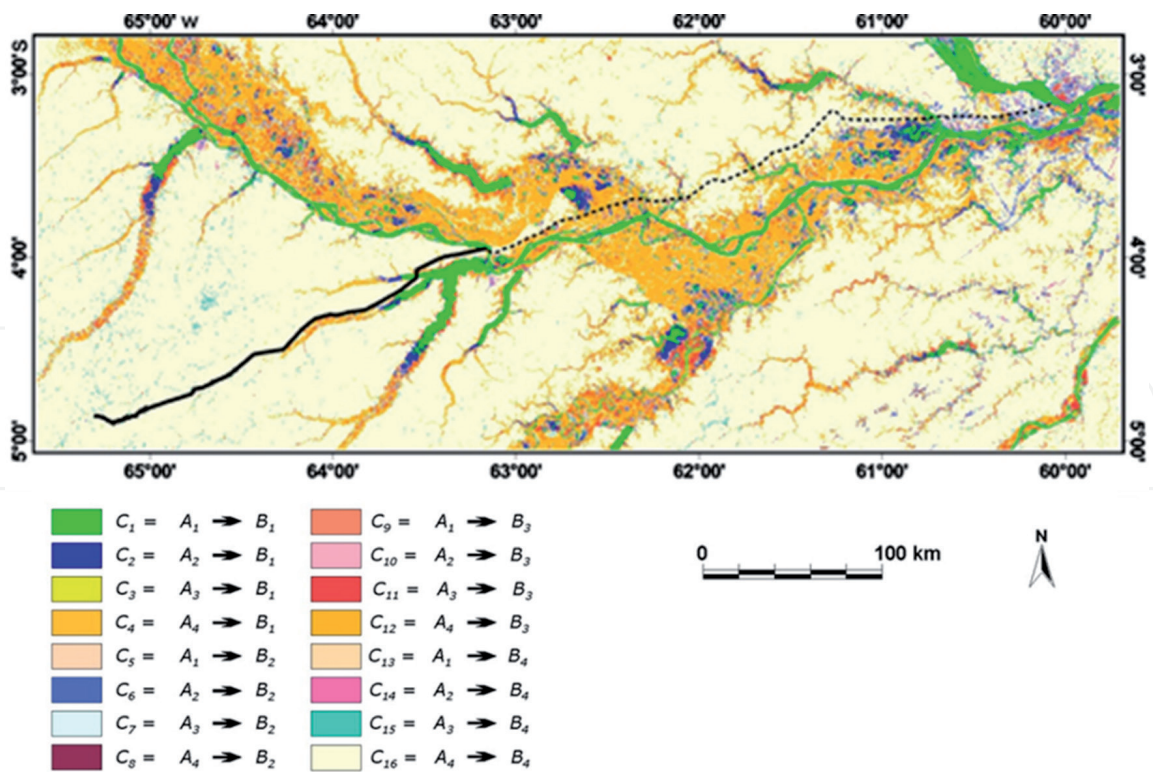 65°00' W 64°00' 63°00' 62°00' 61°00' 60°00'
3°00'S 3°00'
4°00' 4°00'
5°00' 5°00'
65°00' 64°00' 63°00' 62°00' 61°00' 60°00'
C₁ = A₁ → B₁
C₂ = A₂ → B₁
C₃ = A₃ → B₁
C₄ = A₄ → B₁
C₅ = A₁ → B₂
C₆ = A₂ → B₂
C₇ = A₃ → B₂
C₈ = A₄ → B₂
C₉ = A₁ → B₃
C₁₀ = A₂ → B₃
C₁₁ = A₃ → B₃
C₁₂ = A₄ → B₃
C₁₃ = A₁ → B₄
C₁₄ = A₂ → B₄
C₁₅ = A₃ → B₄
C₁₆ = A₄ → B₄
0 100 km
N